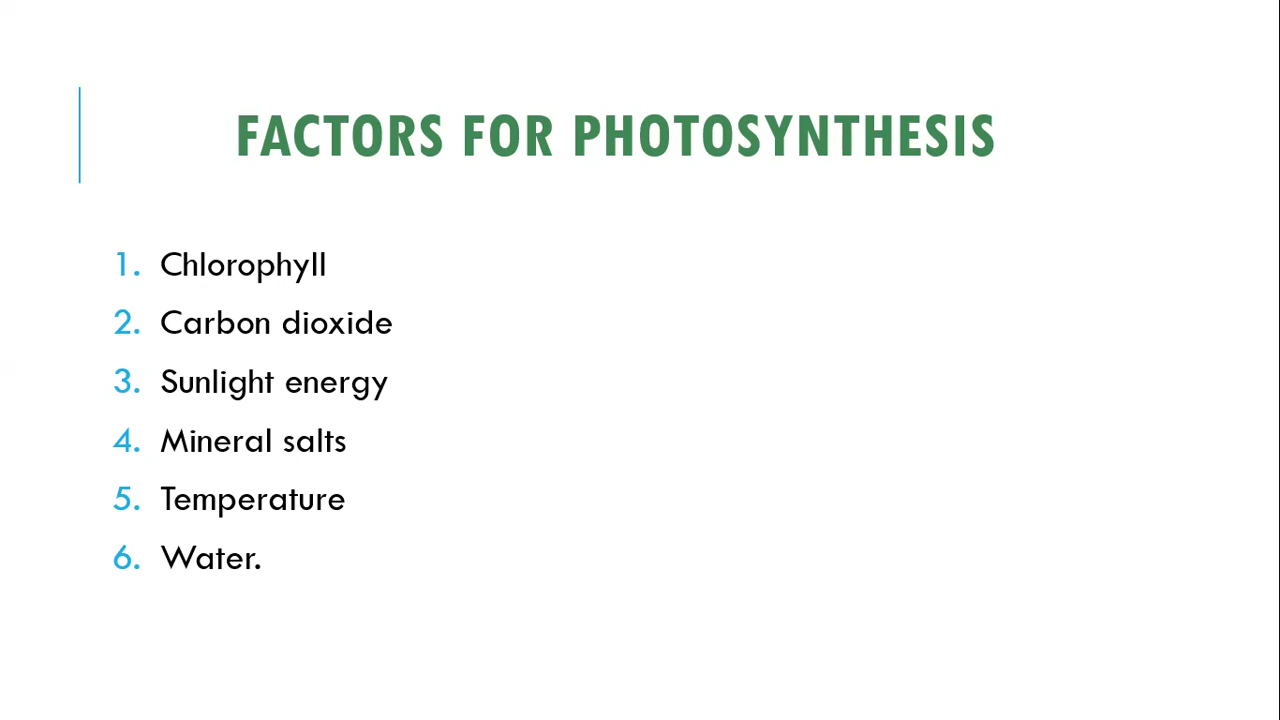 FACTORS FOR PHOTOSYNTHESIS
1. Chlorophyll
2. Carbon dioxide
3. Sunlight energy
4. Mineral salts
5. Temperature
6. Water.